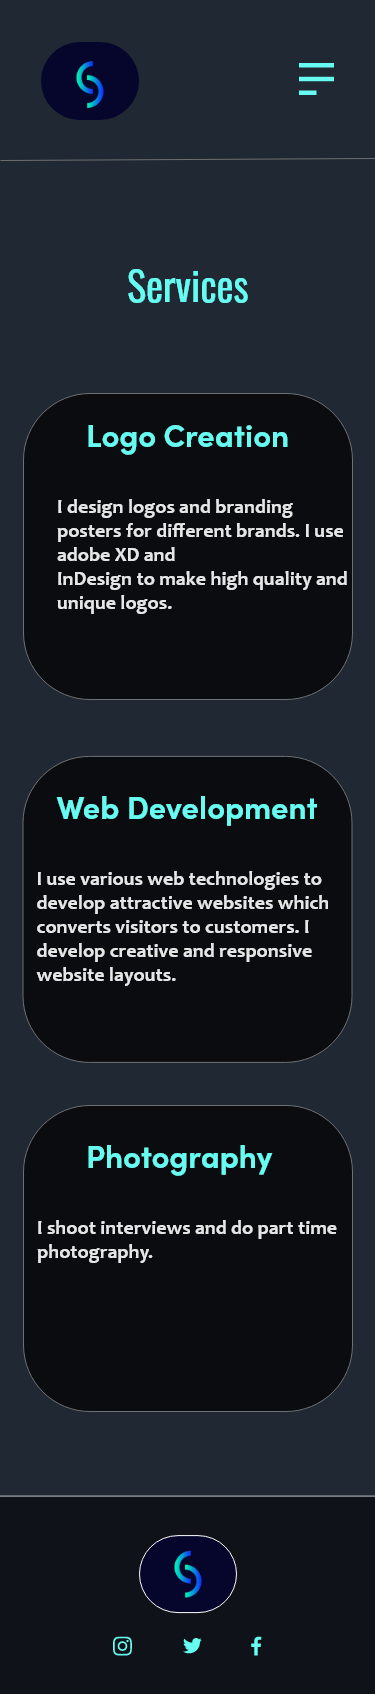 Services
Logo Creation
I design logos and branding
posters for different brands. I use
adobe XD and
InDesign to make high quality and
unique logos.
Web Development
I use various web technologies to
develop attractive websites which
converts visitors to customers. I
develop creative and responsive
website layouts.
Photography
I shoot interviews and do part time
photography.